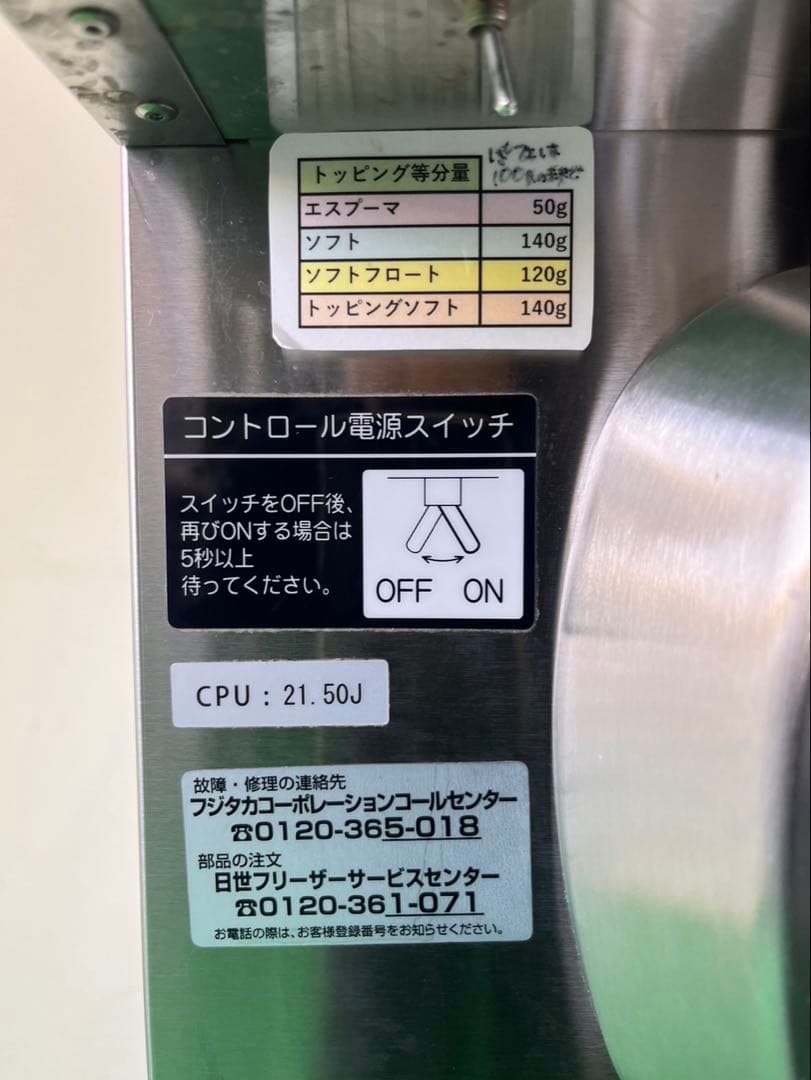 トッピング等分量
エスプーマ 50g
ソフト 140g
ソフトフロート 120g
トッピングソフト 140g
コントロール電源スイッチ
スイッチをOFF後、
再びONする場合は
5秒以上
待ってください。
OFF ON
CPU : 21.50J
故障・修理の連絡先
フジタカコーポレーションコールセンター
☎0120-365-018
部品の注文
日世フリーザーサービスセンター
☎0120-361-071
お電話の際は、お客様登録番号をお知らせください。